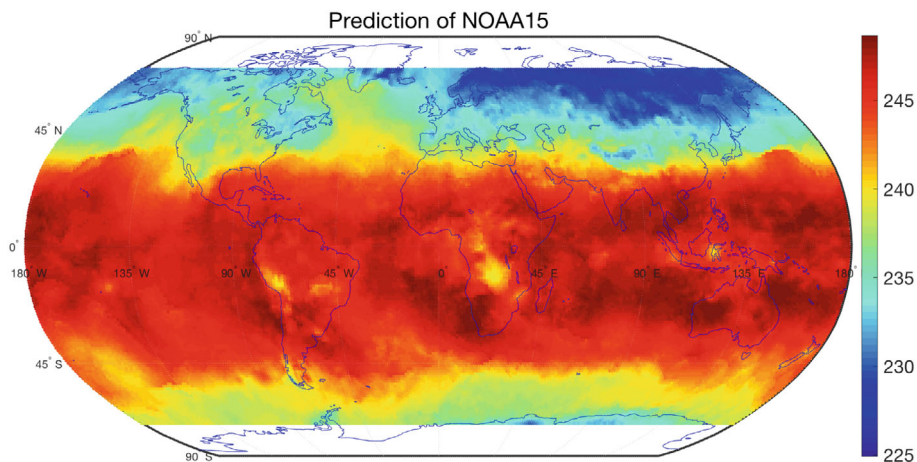 Prediction of NOAA15
90° N
45° N
0°
180° W
135° W
90° W
45° W
0
45° E
90° E
135° E
180°
45° S
90° S
245
240
235
230
225